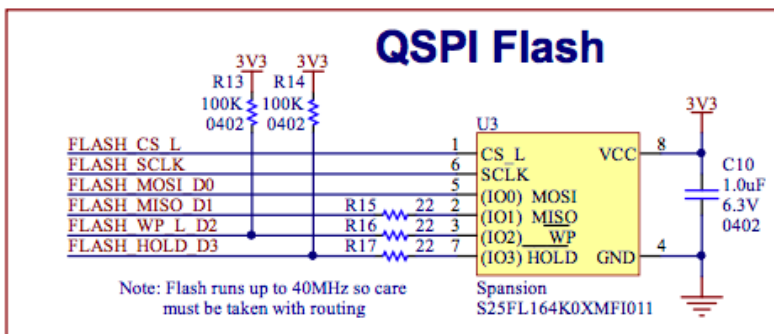 QSPI Flash
3V3 3V3
R13 R14
100K 100K
0402 0402
3V3
U3
FLASH_CS_L 1 CS_L VCC 8
FLASH_SCLK 6 SCLK
FLASH_MOSI_D0 5 (IO0) MOSI
FLASH_MISO_D1 R15 22 2 (IO1) MISO
FLASH_WP_L_D2 R16 22 3 (IO2) WP
FLASH_HOLD_D3 R17 22 7 (IO3) HOLD GND 4
C10
1.0uF
6.3V
0402
Note: Flash runs up to 40MHz so care
must be taken with routing
Spansion
S25FL164K0XMFI011